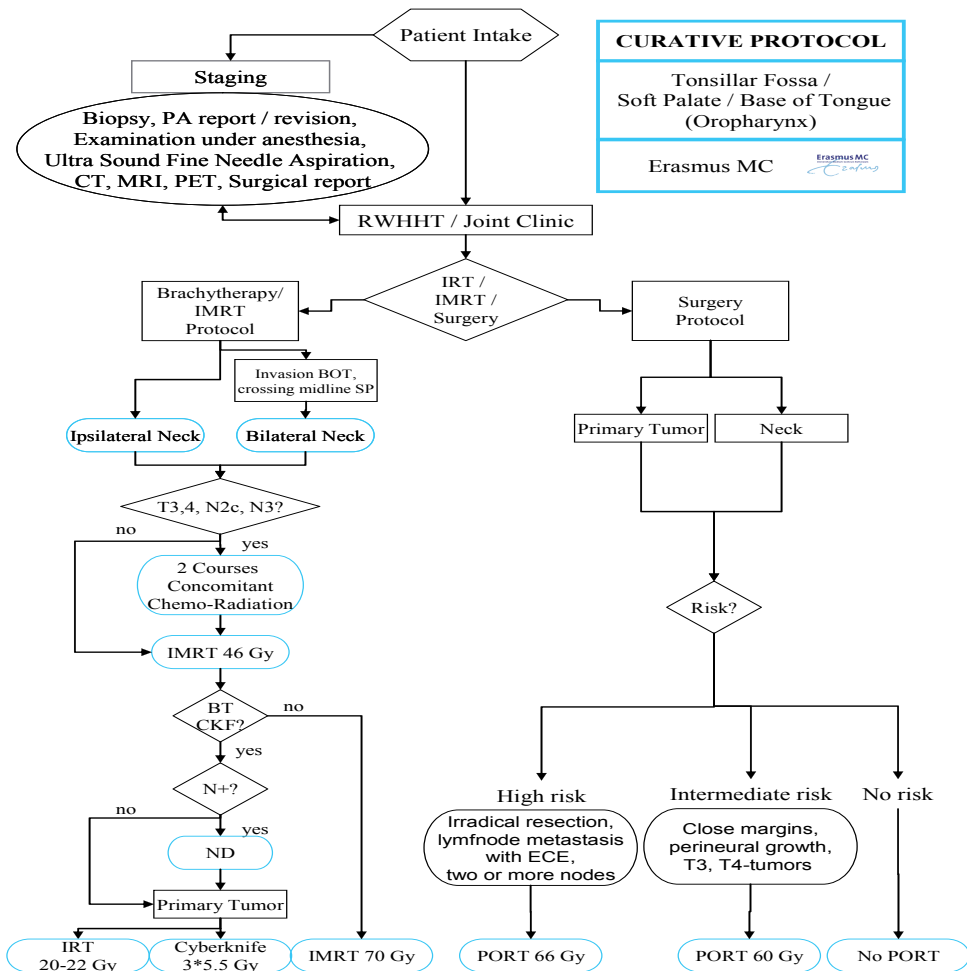 Patient Intake
CURATIVE PROTOCOL
Tonsillar Fossa /
Soft Palate / Base of Tongue
(Oropharynx)
Erasmus MC
Erasmus MC
Erasmus
Staging
Biopsy, PA report / revision,
Examination under anesthesia,
Ultra Sound Fine Needle Aspiration,
CT, MRI, PET, Surgical report
RWHHT / Joint Clinic
IRT /
IMRT /
Surgery
Brachytherapy/
IMRT
Protocol
Surgery
Protocol
Invasion BOT,
crossing midline SP
Ipsilateral Neck
Bilateral Neck
Primary Tumor
Neck
T3,4, N2c, N3?
no
yes
2 Courses
Concomitant
Chemo-Radiation
IMRT 46 Gy
Risk?
BT
CKF?
no
yes
N+?
no
yes
ND
Primary Tumor
IRT
20-22 Gy
Cyberknife
3*5.5 Gy
IMRT 70 Gy
High risk
Irradical resection,
lymfnode metastasis
with ECE,
two or more nodes
PORT 66 Gy
Intermediate risk
Close margins,
perineural growth,
T3, T4-tumors
PORT 60 Gy
No risk
No PORT